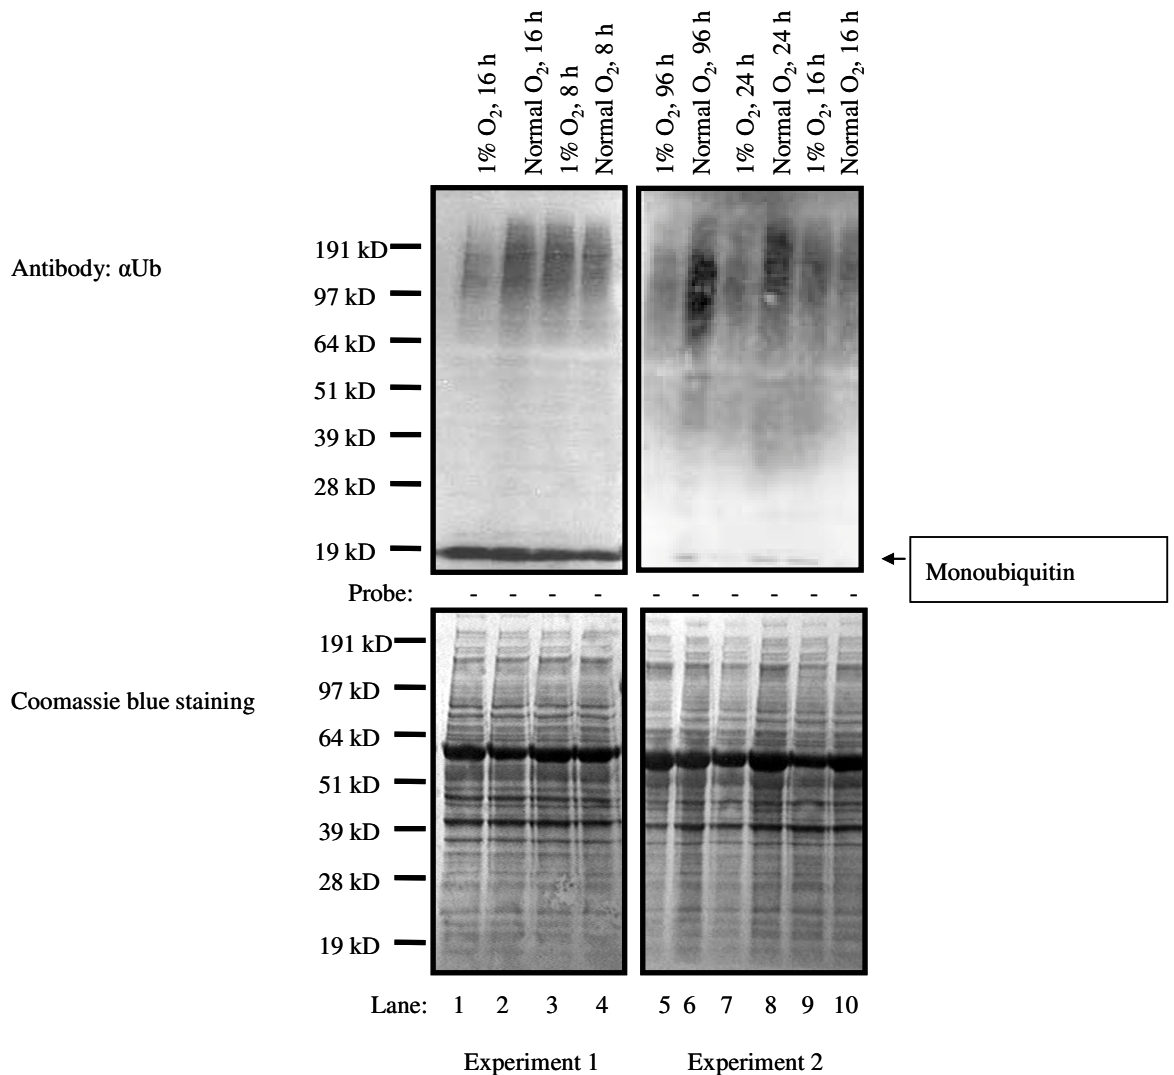 1% O₂, 16 h
Normal O₂, 16 h
1% O₂, 8 h
Normal O₂, 8 h
1% O₂, 96 h
Normal O₂, 96 h
1% O₂, 24 h
Normal O₂, 24 h
1% O₂, 16 h
Normal O₂, 16 h
Antibody: αUb
191 kD
97 kD
64 kD
51 kD
39 kD
28 kD
19 kD
Monoubiquitin
Probe: - - - - - - - - - -
Coomassie blue staining
191 kD
97 kD
64 kD
51 kD
39 kD
28 kD
19 kD
Lane: 1 2 3 4 5 6 7 8 9 10
Experiment 1 Experiment 2